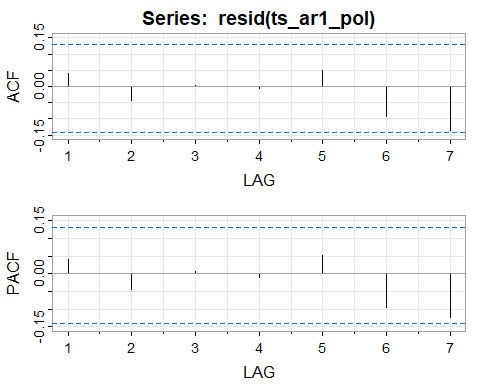 Series: resid(ts_ar1_pol)
ACF
0.15
0.00
-0.15
1 2 3 4 5 6 7
LAG
PACF
0.15
0.00
-0.15
1 2 3 4 5 6 7
LAG